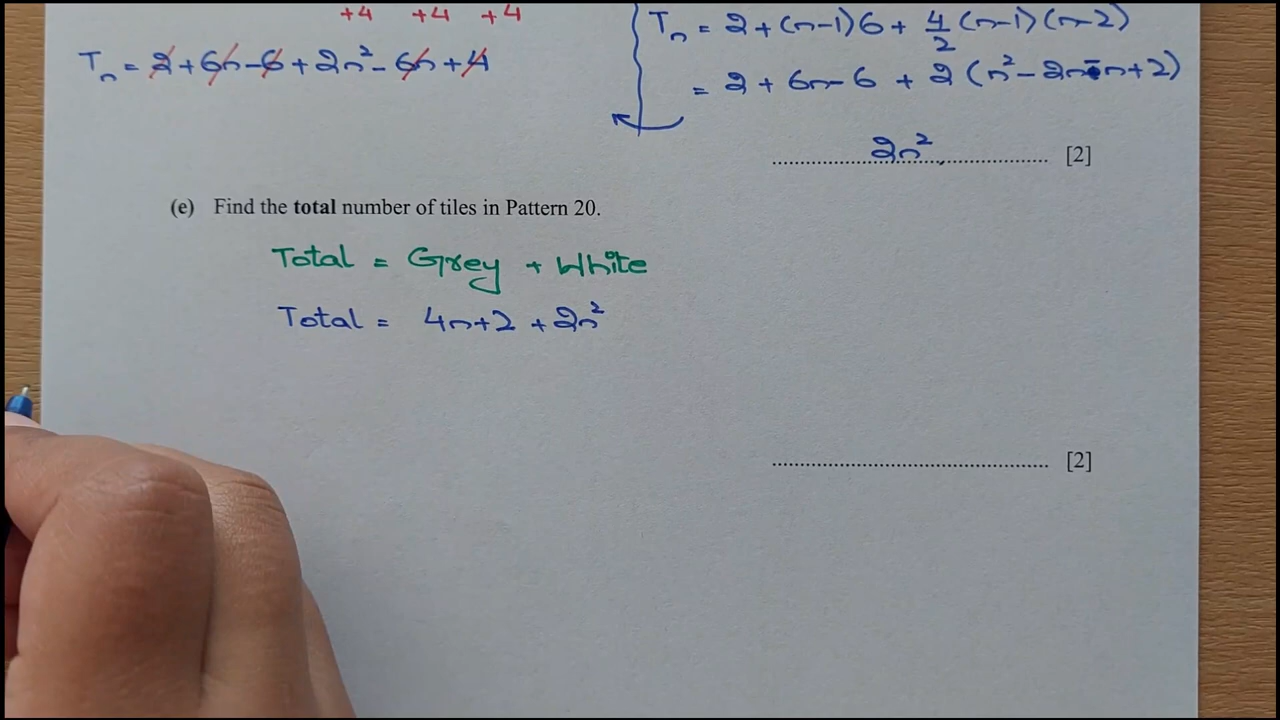 +4 +4 +4
Tn = 2 + 6n - 6 + 2n² - 6n + 4
Tn = 2 + (n-1)6 + 4/2 (n-1)(n-2)
= 2 + 6n - 6 + 2 (n² - 2n - n + 2)
2n² [2]
(e) Find the total number of tiles in Pattern 20.
Total = Grey + White
Total = 4n+2 + 2n²
[2]